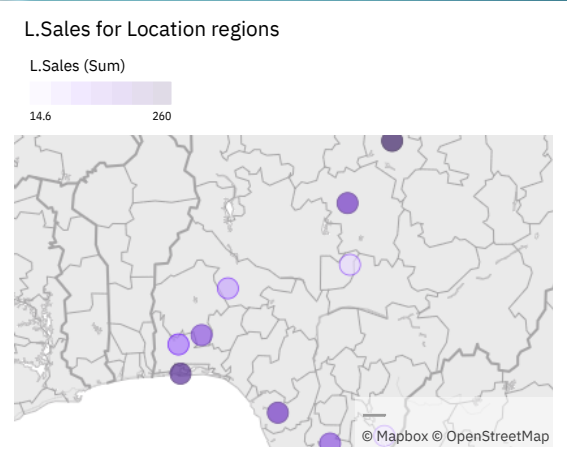 L.Sales for Location regions
L.Sales (Sum)
14.6 260
© Mapbox © OpenStreetMap